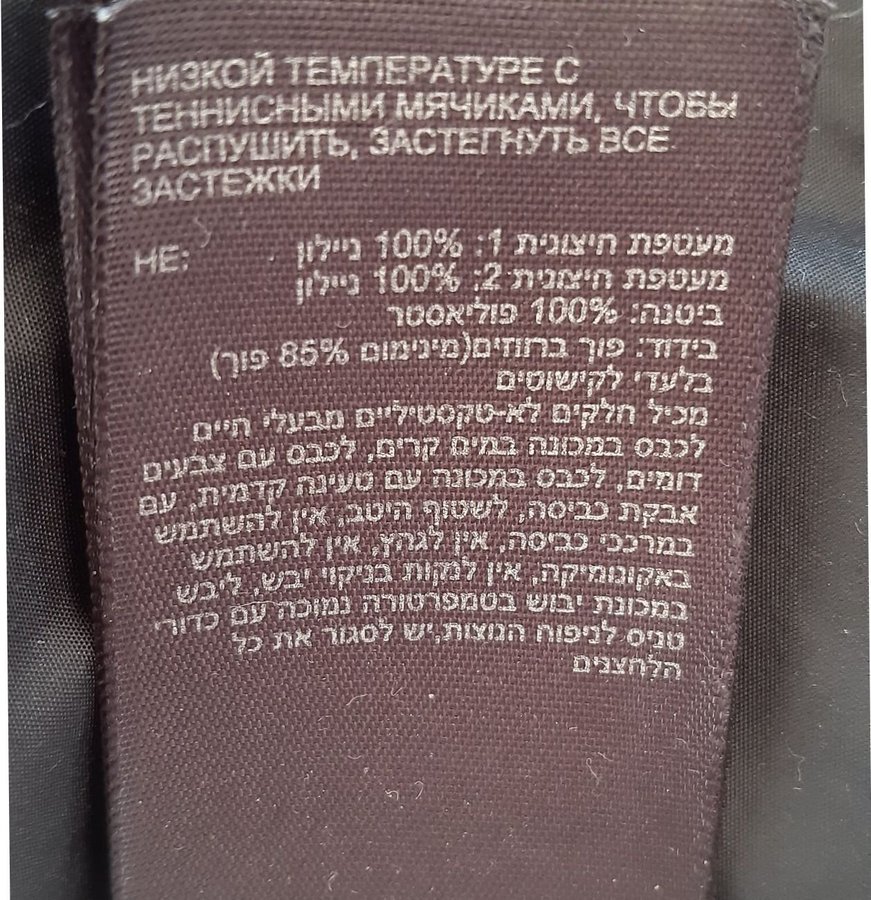 НИЗКОЙ ТЕМПЕРАТУРЕ С
ТЕННИСНЫМИ МЯЧИКАМИ, ЧТОБЫ
РАСПУШИТЬ, ЗАСТЕГНУТЬ ВСЕ
ЗАСТЕЖКИ
HE:
מעטפת חיצונית 1: 100% ניילון
מעטפת חיצונית 2: 100% ניילון
ביטנה: 100% פוליאסטר
בידוד: פוך ברווזים(מינימום 85% פוך)
בלעדי לקישוטים
מכיל חלקים לא-טקסטיליים מבעלי חיים
לכבס במכונה במים קרים, לכבס עם צבעים
דומים, לכבס במכונה עם טעינה קדמית, עם
אבקת כביסה, לשטוף היטב, אין להשתמש
במרככי כביסה, אין לגהץ, אין להשתמש
באקונומיקה, אין לנקות בניקוי יבש, ליבש
במכונת יבוש בטמפרטורה נמוכה עם כדורי
טניס לניפוח הנוצות,יש לסגור את כל
הלחצנים